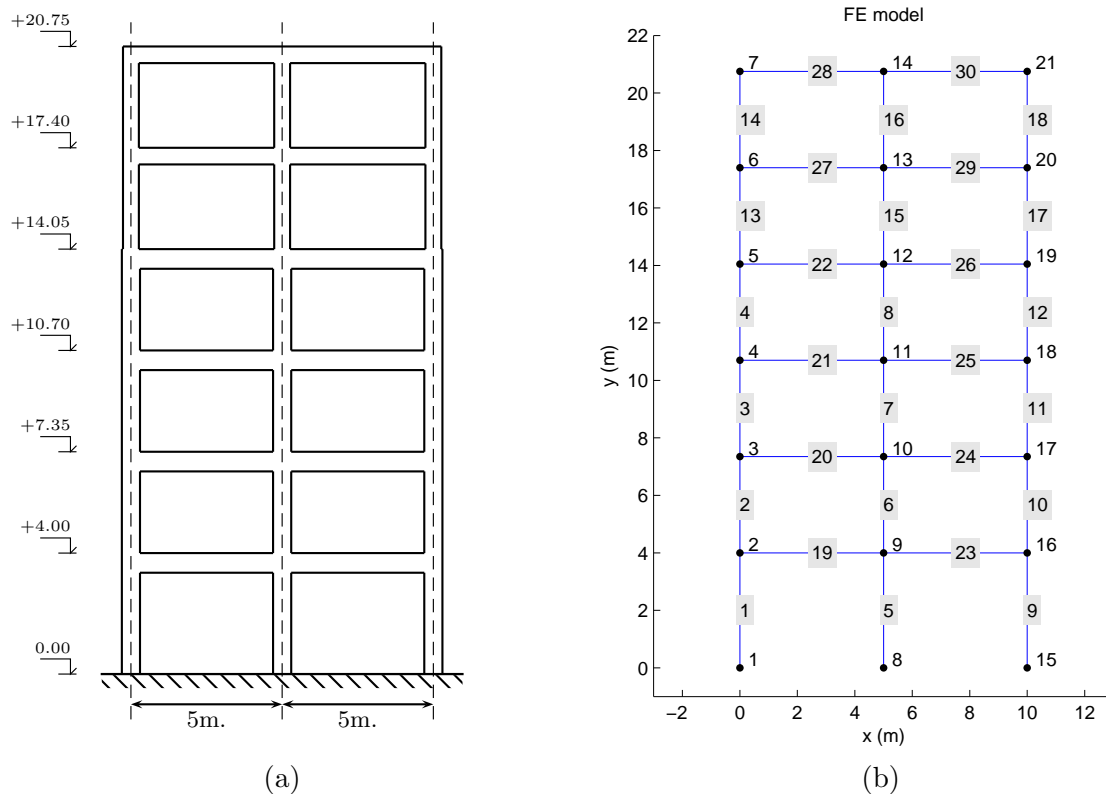 +20.75
+17.40
+14.05
+10.70
+7.35
+4.00
0.00
5m. 5m.
(a)
FE model
22
20
18
16
14
12
10
8
6
4
2
0
y (m)
7 28 14 30 21
14 16 18
6 27 13 29 20
13 15 17
5 22 12 26 19
4 8 12
4 21 11 25 18
3 7 11
3 20 10 24 17
2 6 10
2 19 9 23 16
1 5 9
1 8 15
−2 0 2 4 6 8 10 12
x (m)
(b)